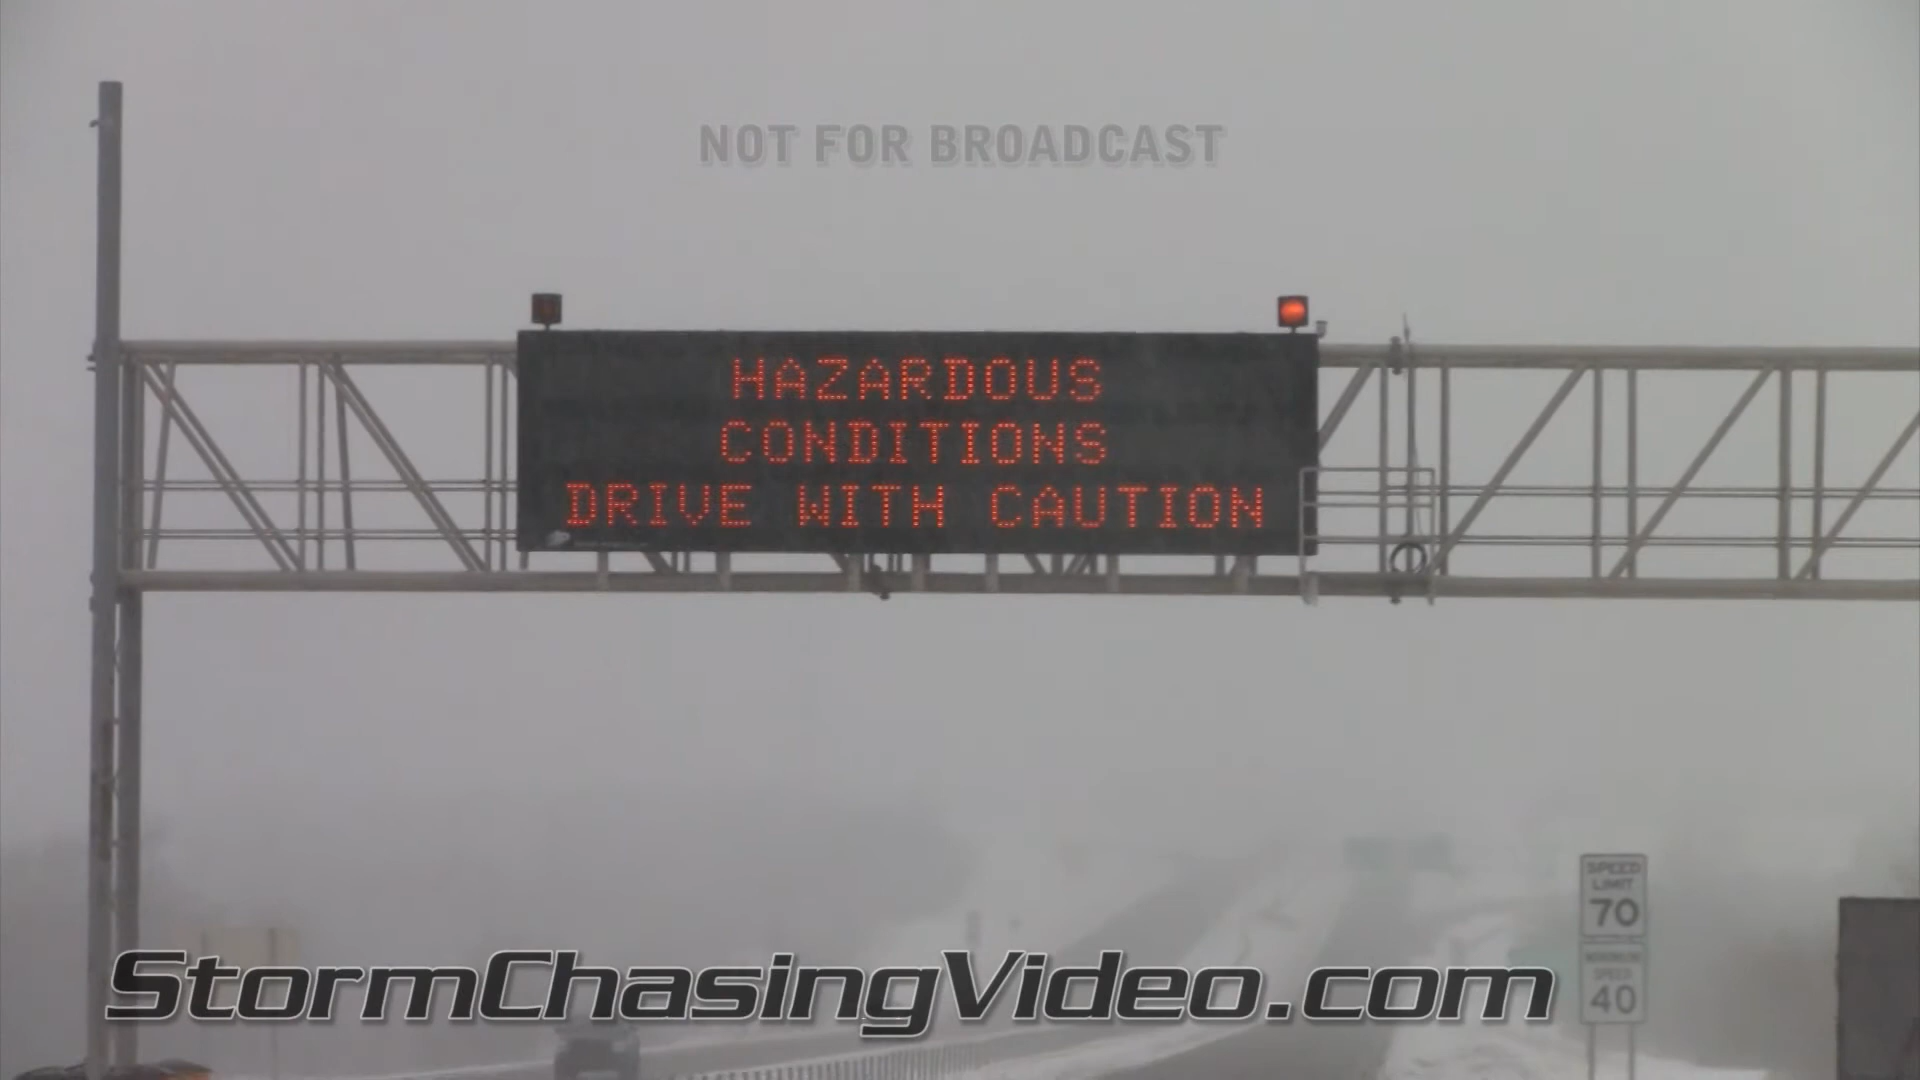 NOT FOR BROADCAST
HAZARDOUS
CONDITIONS
DRIVE WITH CAUTION
SPEED
LIMIT
70
MINIMUM
SPEED
40
StormChasingVideo.com